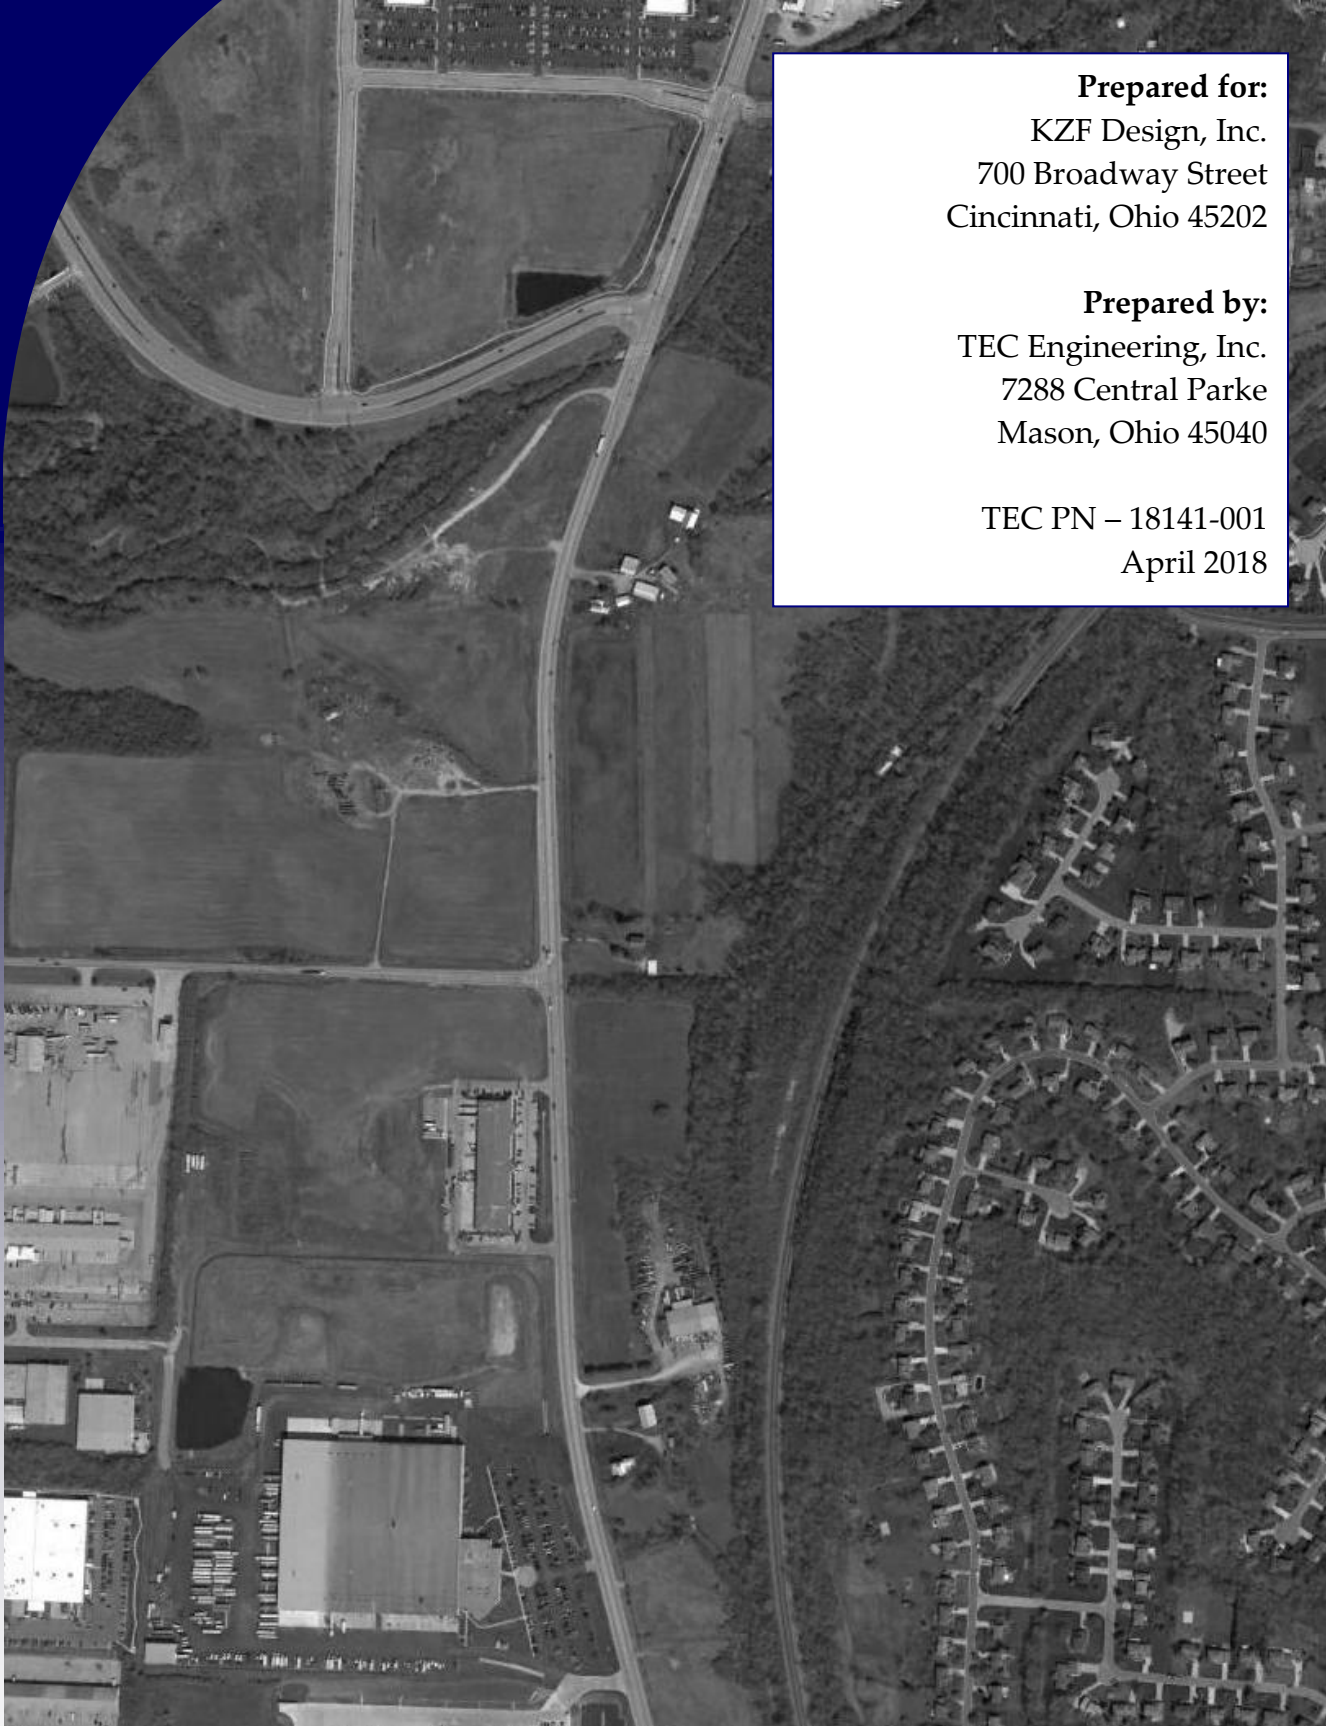 Prepared for:
KZF Design, Inc.
700 Broadway Street
Cincinnati, Ohio 45202
Prepared by:
TEC Engineering, Inc.
7288 Central Parke
Mason, Ohio 45040
TEC PN – 18141-001
April 2018